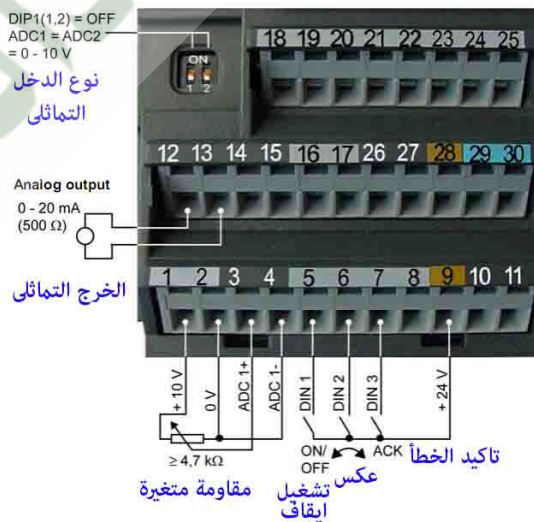 DIP1(1,2) = OFF
ADC1 = ADC2
= 0 - 10 V
نوع الدخل
التماثلى
ON
1 2
18 19 20 21 22 23 24 25
12 13 14 15 16 17 26 27 28 29 30
Analog output
0 - 20 mA
(500 Ω)
الخرج التماثلى
1 2 3 4 5 6 7 8 9 10 11
+ 10 V
0 V
ADC 1+
ADC 1-
DIN 1
DIN 2
DIN 3
+ 24 V
≥ 4,7 kΩ
مقاومة متغيرة
ON/
OFF
تشغيل
ايقاف
عكس
ACK
تاكيد الخطأ